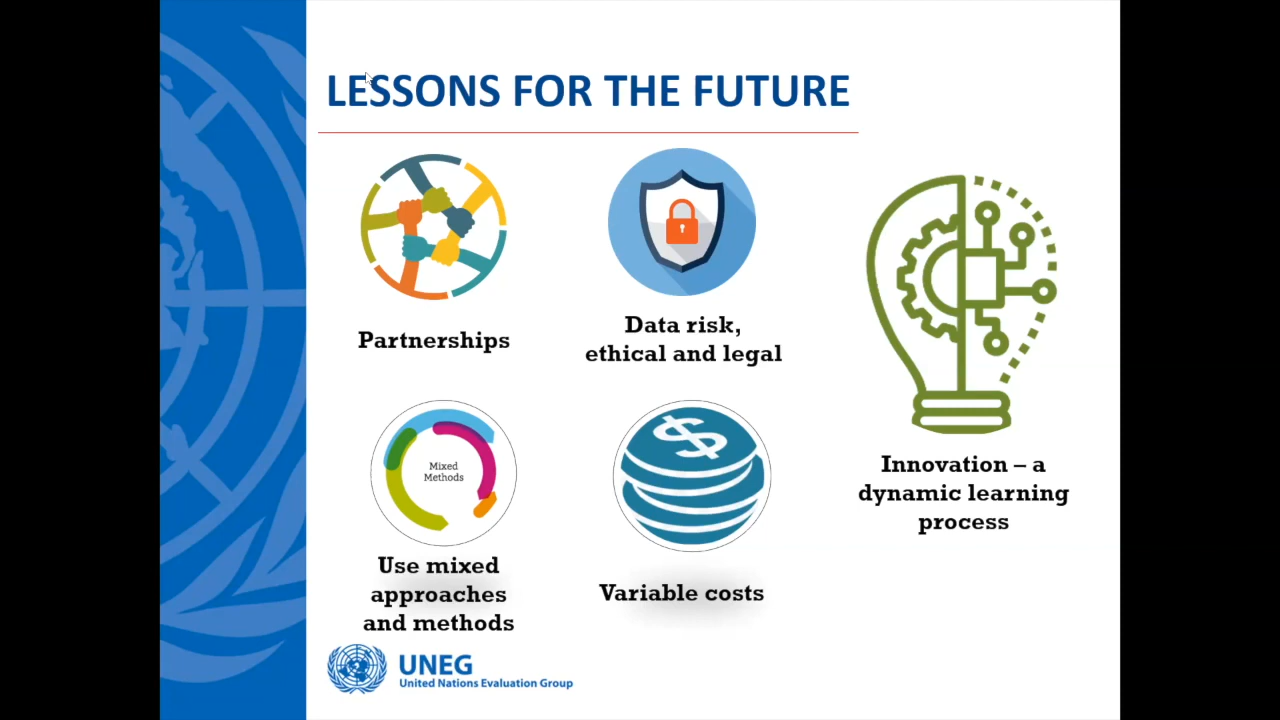 LESSONS FOR THE FUTURE
Partnerships
Data risk,
ethical and legal
Mixed
Methods
Use mixed
approaches
and methods
$
Variable costs
Innovation – a
dynamic learning
process
UNEG
United Nations Evaluation Group